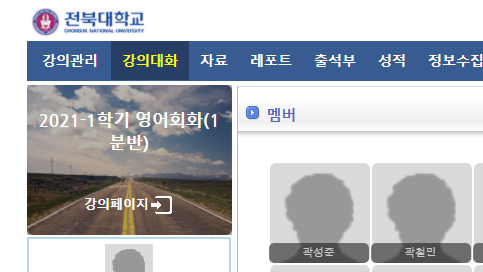 전북대학교
CHONBUK NATIONAL UNIVERSITY
강의관리 강의대화 자료 레포트 출석부 성적 정보수집
2021-1학기 영어회화(1
분반)
멤버
강의페이지
곽성준 곽철민